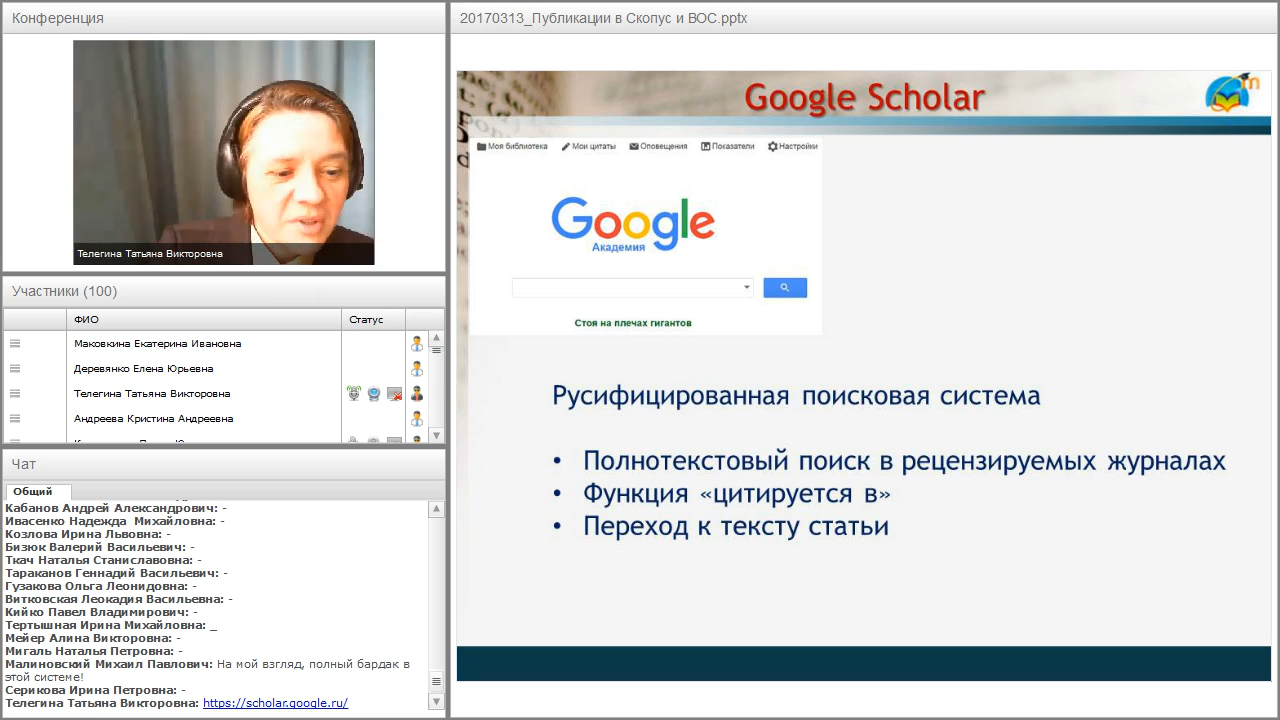 Конференция
Телегина Татьяна Викторовна
Участники (100)
ФИО
Статус
Маковкина Екатерина Ивановна
Деревянко Елена Юрьевна
Телегина Татьяна Викторовна
Андреева Кристина Андреевна
Чат
Общий
Кабанов Андрей Александрович: -
Ивасенко Надежда Михайловна: -
Козлова Ирина Львовна: -
Бизюк Валерий Васильевич: -
Ткач Наталья Станиславовна: -
Тараканов Геннадий Васильевич: -
Гузакова Ольга Леонидовна: -
Витковская Леокадия Васильевна: -
Кийко Павел Владимирович: -
Тертышная Ирина Михайловна: _
Мейер Алина Викторовна: -
Мигаль Наталья Петровна: -
Малиновский Михаил Павлович: На мой взгляд, полный бардак в
этой системе!
Серикова Ирина Петровна: -
Телегина Татьяна Викторовна: https://scholar.google.ru/
20170313_Публикации в Скопус и ВОС.pptx
Google Scholar
Моя библиотека
Мои цитаты
Оповещения
Показатели
Настройки
Google
Академия
Стоя на плечах гигантов
Русифицированная поисковая система
• Полнотекстовый поиск в рецензируемых журналах
• Функция «цитируется в»
• Переход к тексту статьи